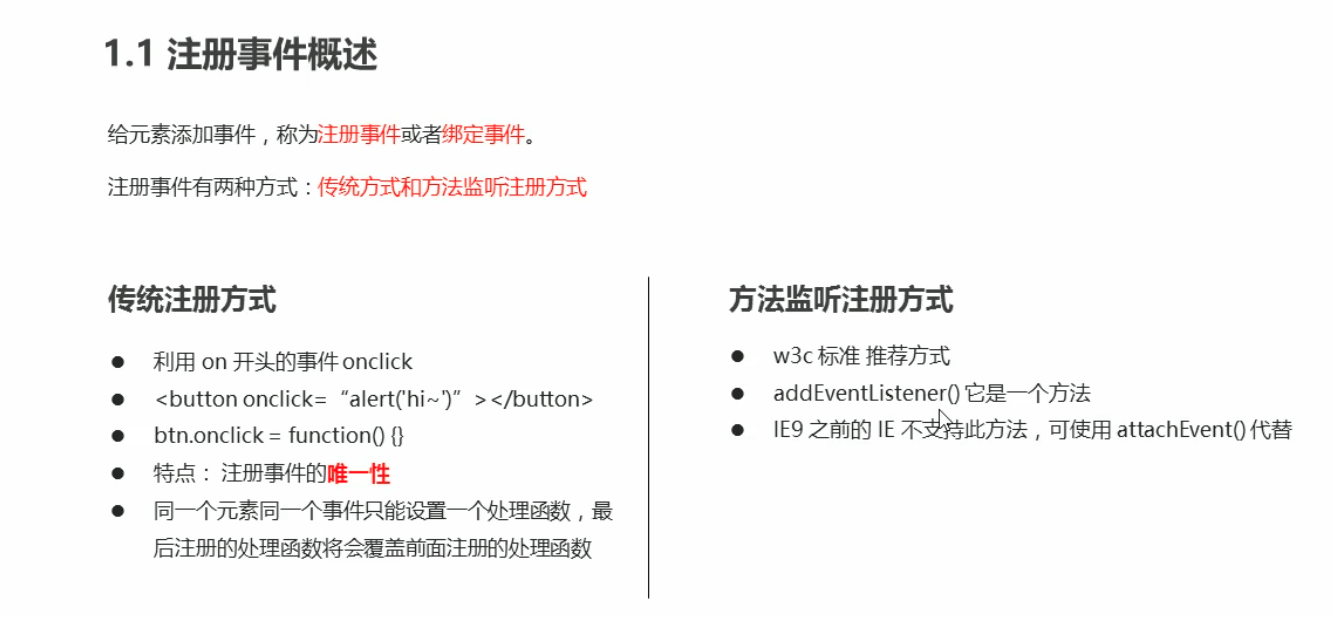 1.1 注册事件概述
给元素添加事件，称为注册事件或者绑定事件。
注册事件有两种方式：传统方式和方法监听注册方式
传统注册方式
利用 on 开头的事件 onclick
<button onclick=“alert('hi~')”></button>
btn.onclick = function() {}
特点： 注册事件的唯一性
同一个元素同一个事件只能设置一个处理函数，最
后注册的处理函数将会覆盖前面注册的处理函数
方法监听注册方式
w3c 标准 推荐方式
addEventListener() 它是一个方法
IE9 之前的 IE 不支持此方法，可使用 attachEvent() 代替